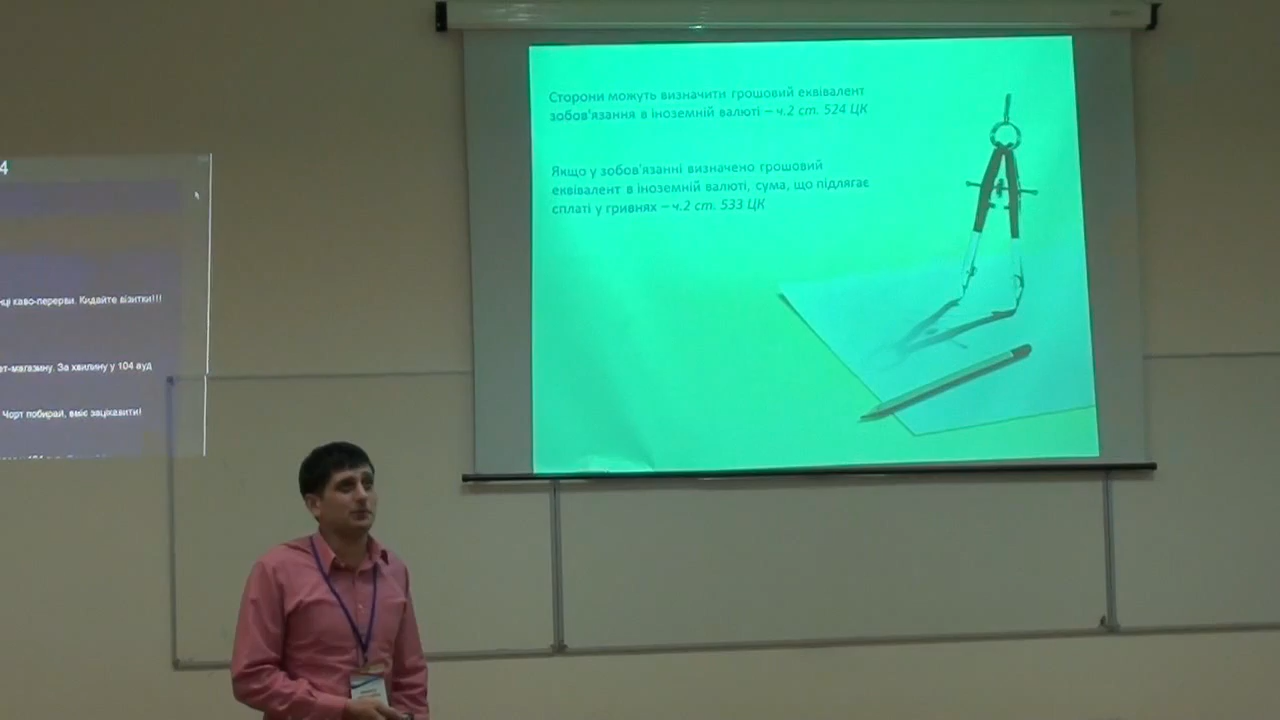 Сторони можуть визначити грошовий еквівалент
зобов'язання в іноземній валюті – ч.2 ст. 524 ЦК
Якщо у зобов'язанні визначено грошовий
еквівалент в іноземній валюті, сума, що підлягає
сплаті у гривнях – ч.2 ст. 533 ЦК
4
каво-перерви. Кидайте візитки!!!
ет-магазину. За хвилину у 104 ауд
Чорт побирай, вміє зацікавити!